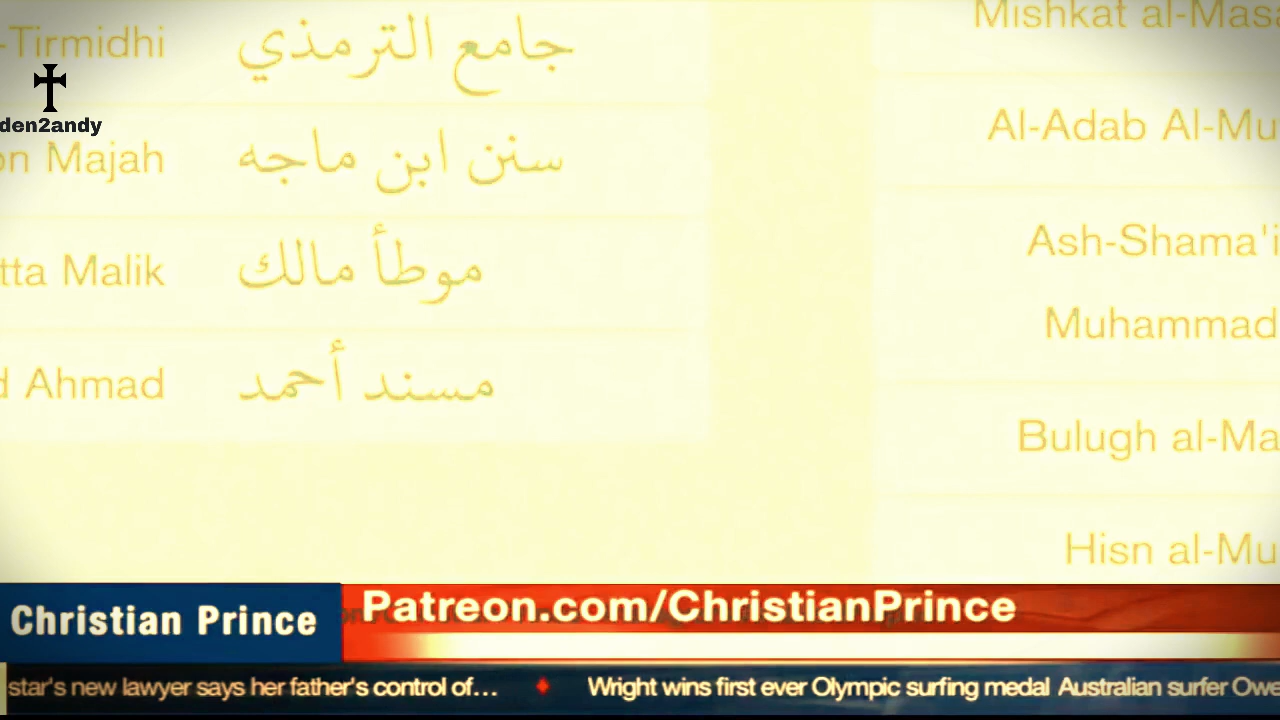 Mishkat al-Masa
-Tirmidhi جامع الترمذي
den2andy
Al-Adab Al-Mu
on Majah سنن ابن ماجه
Ash-Shama'i
tta Malik موطأ مالك
Muhammad
d Ahmad مسند أحمد
Bulugh al-Ma
Hisn al-Mu
Christian Prince
Patreon.com/ChristianPrince
star's new lawyer says her father's control of... ♦ Wright wins first ever Olympic surfing medal Australian surfer Owe